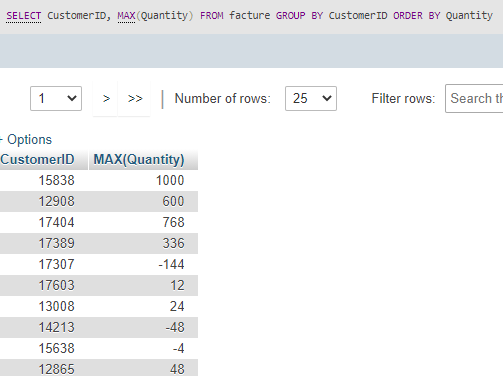 SELECT CustomerID, MAX(Quantity) FROM facture GROUP BY CustomerID ORDER BY Quantity
1 > >> | Number of rows: 25 Filter rows: Search th
+ Options
CustomerID MAX(Quantity)
15838 1000
12908 600
17404 768
17389 336
17307 -144
17603 12
13008 24
14213 -48
15638 -4
12865 48